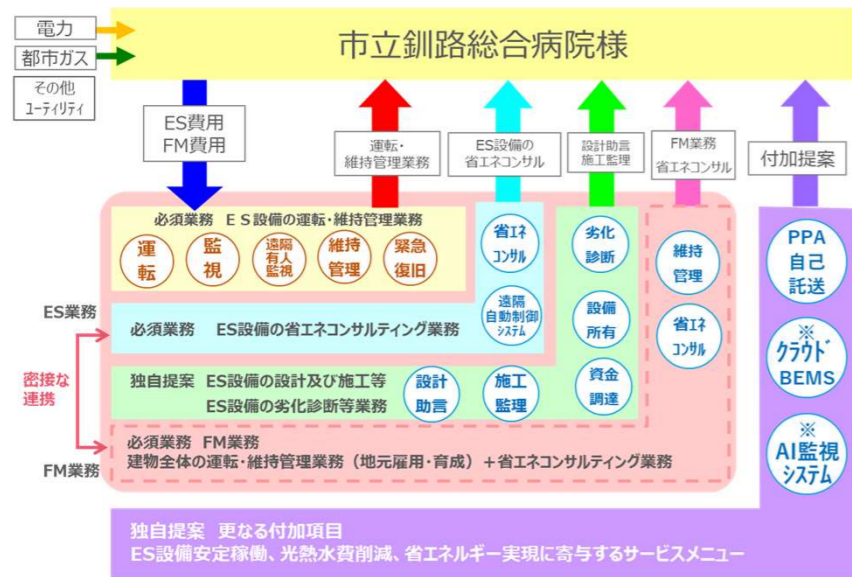 電力
都市ガス
その他
ユーティリティ
市立釧路総合病院様
ES費用
FM費用
運転・
維持管理業務
ES設備の
省エネコンサル
設計助言
施工監理
FM業務
省エネコンサル
付加提案
必須業務 ES設備の運転・維持管理業務
運転
監視
遠隔
有人
監視
維持
管理
緊急
復旧
省エネ
コンサル
劣化
診断
維持
管理
PPA
自己
託送
ES業務
必須業務 ES設備の省エネコンサルティング業務
遠隔
自動制御
システム
設備
所有
省エネ
コンサル
※
クラウド
BEMS
密接な
連携
独自提案 ES設備の設計及び施工等
ES設備の劣化診断等業務
設計
助言
施工
監理
資金
調達
※
AI監視
システム
FM業務
必須業務 FM業務
建物全体の運転・維持管理業務（地元雇用・育成）＋省エネコンサルティング業務
独自提案 更なる付加項目
ES設備安定稼働、光熱水費削減、省エネルギー実現に寄与するサービスメニュー